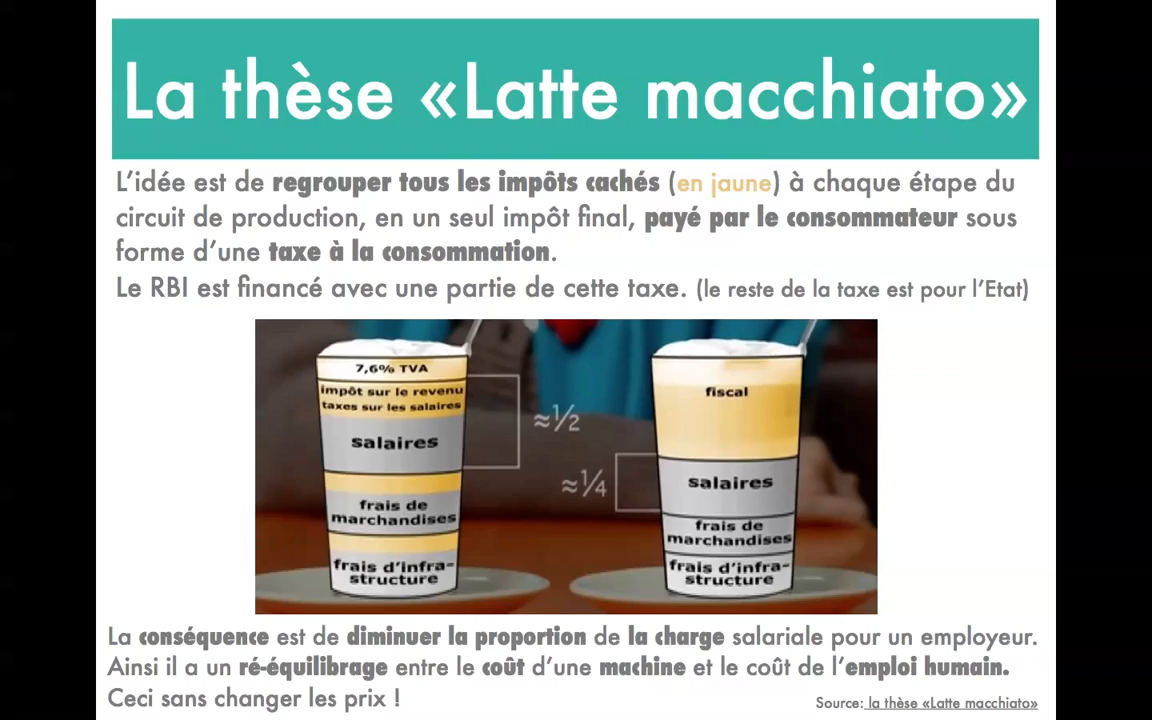 La thèse «Latte macchiato»
L'idée est de regrouper tous les impôts cachés (en jaune) à chaque étape du
circuit de production, en un seul impôt final, payé par le consommateur sous
forme d'une taxe à la consommation.
Le RBI est financé avec une partie de cette taxe. (le reste de la taxe est pour l'Etat)
7,6% TVA
impôt sur le revenu
taxes sur les salaires
salaires
frais de
marchandises
frais d'infra-
structure
≈1/2
≈1/4
fiscal
salaires
frais de
marchandises
frais d'infra-
structure
La conséquence est de diminuer la proportion de la charge salariale pour un employeur.
Ainsi il a un ré-équilibrage entre le coût d'une machine et le coût de l'emploi humain.
Ceci sans changer les prix !
Source: la thèse «Latte macchiato»